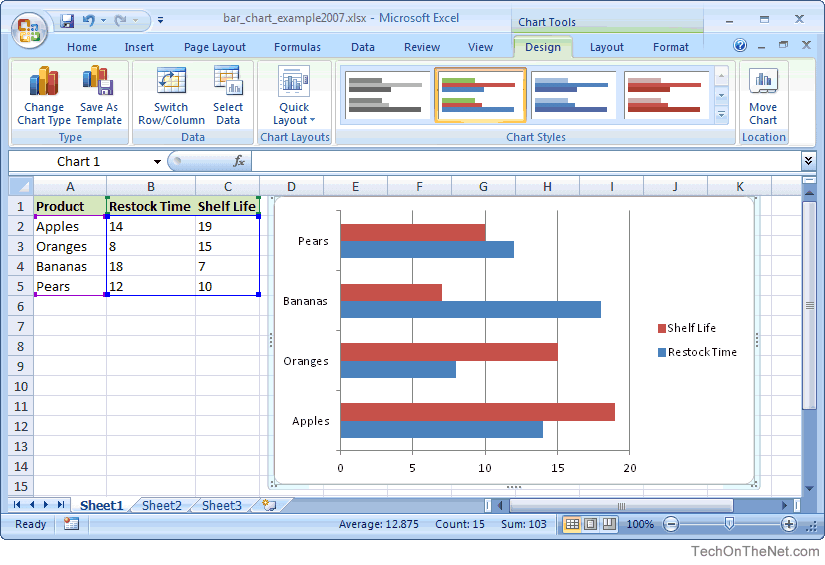 bar_chart_example2007.xlsx - Microsoft Excel
Chart Tools
Home Insert Page Layout Formulas Data Review View Design Layout Format
Change Chart Type
Save As Template
Switch Row/Column
Select Data
Quick Layout
Move Chart
Type Data Chart Layouts Chart Styles Location
Chart 1 fx
A B C D E F G H I J K
1 Product Restock Time Shelf Life
2 Apples 14 19
3 Oranges 8 15
4 Bananas 18 7
5 Pears 12 10
6
7
8
9
10
11
12
13
14
15
Pears
Bananas
Oranges
Apples
0 5 10 15 20
Shelf Life
Restock Time
Sheet1 Sheet2 Sheet3
Ready Average: 12.875 Count: 15 Sum: 103 100%
TechOnTheNet.com